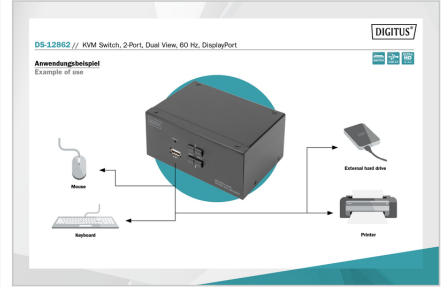 DIGITUS®
DS-12862 // KVM Switch, 2-Port, Dual View, 60 Hz, DisplayPort
Anwendungsbeispiel
Example of use
Mouse
Keyboard
External hard drive
Printer